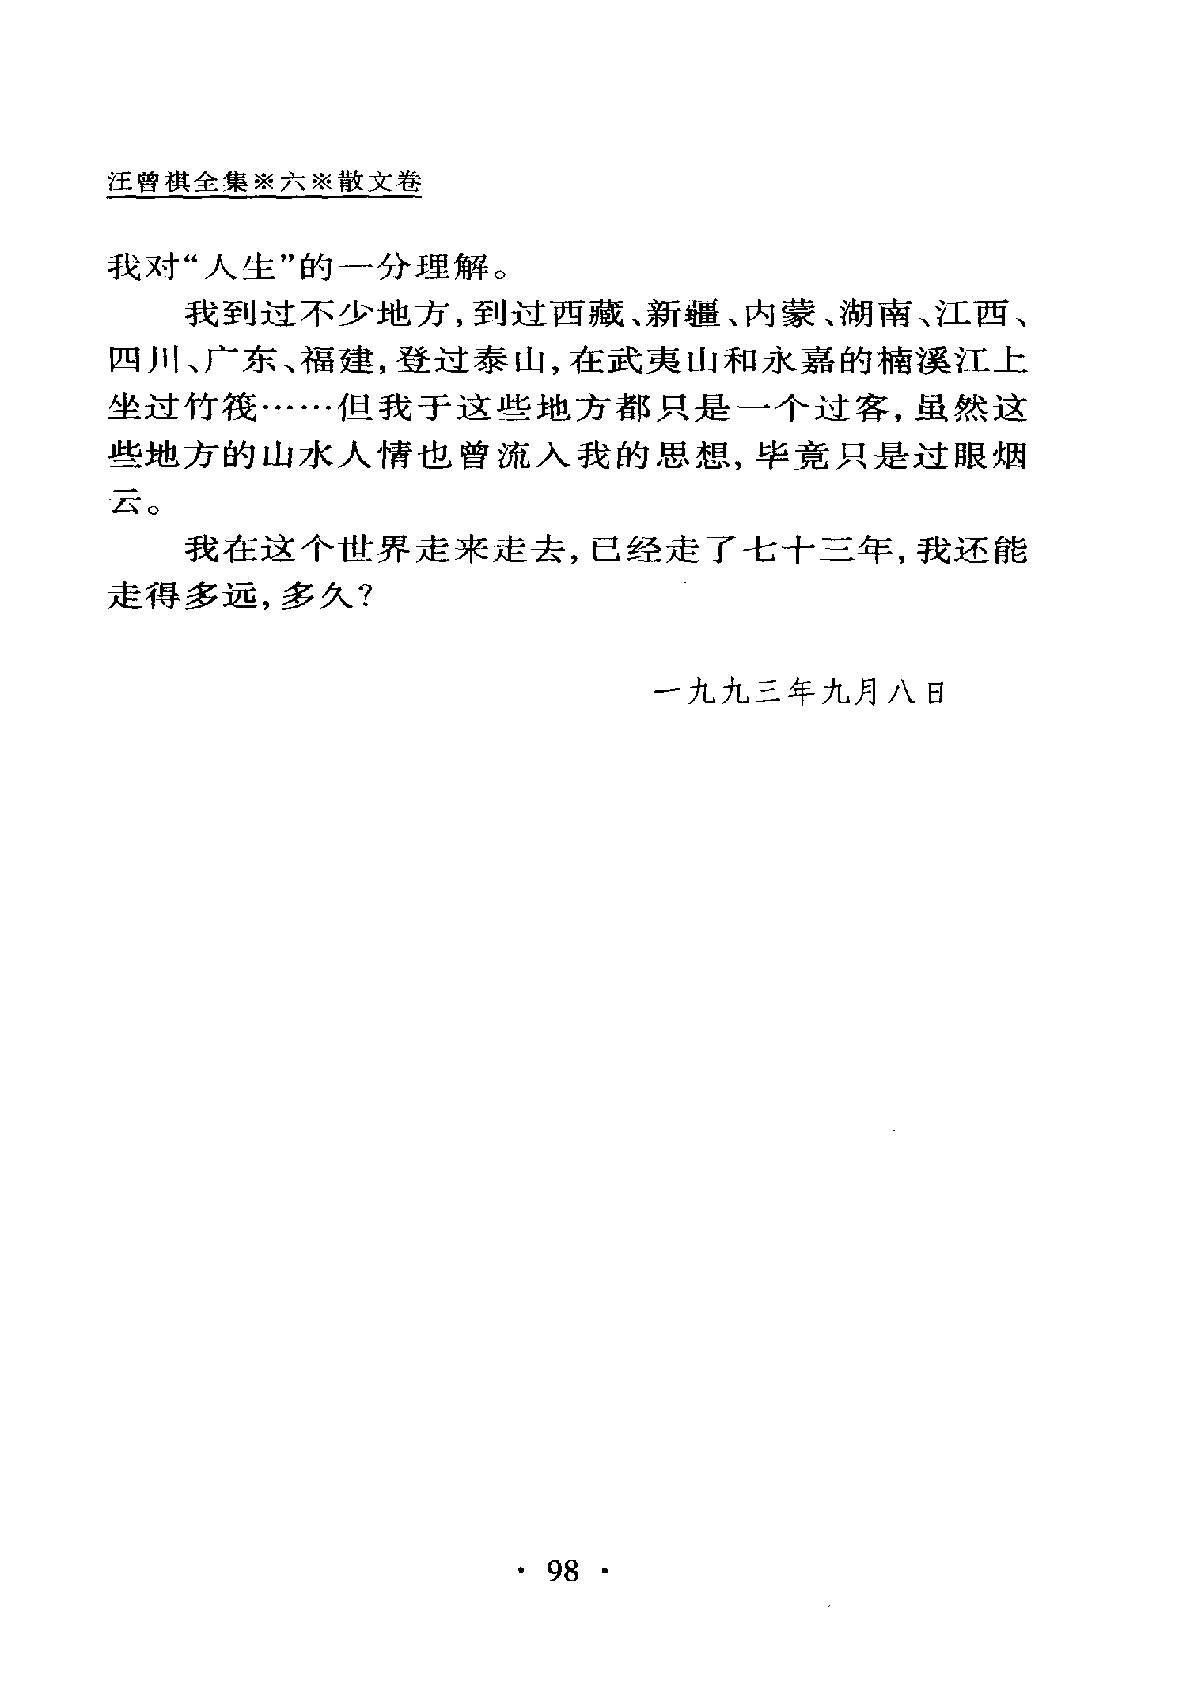 汪曾祺全集※六※散文卷
我对“人生”的一分理解。
我到过不少地方,到过西藏、新疆、内蒙、湖南、江西、
四川、广东、福建,登过泰山,在武夷山和永嘉的楠溪江上
坐过竹筏……但我于这些地方都只是一个过客,虽然这
些地方的山水人情也曾流入我的思想,毕竟只是过眼烟
云。
我在这个世界走来走去,已经走了七十三年,我还能
走得多远,多久?
一九九三年九月八日
· 98 ·